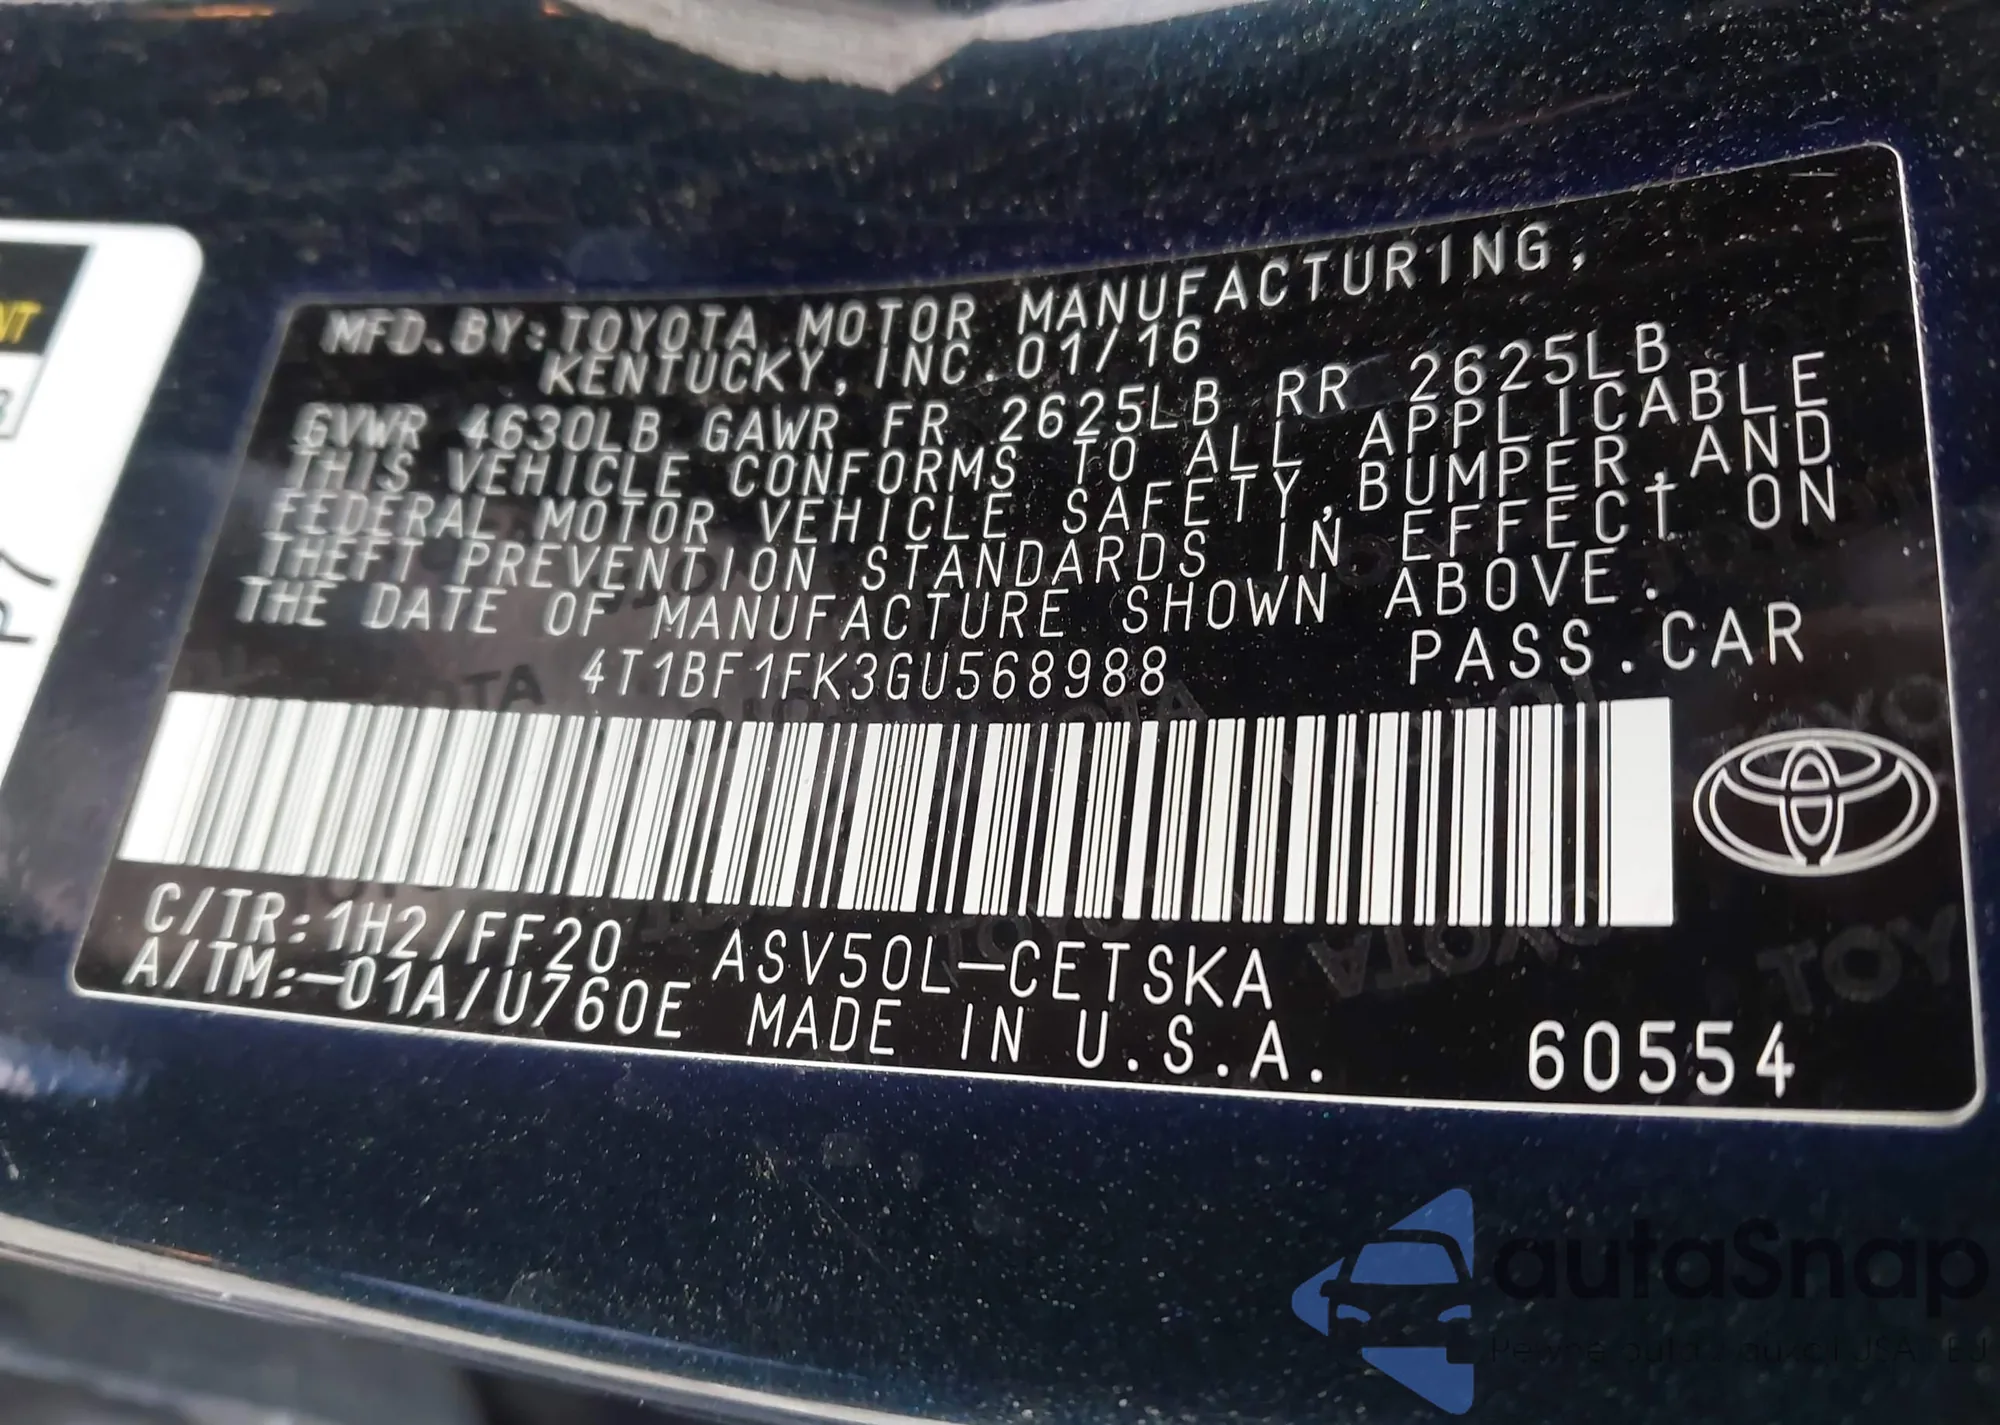 MFD.BY:TOYOTA MOTOR MANUFACTURING,
KENTUCKY, INC. 01/16
GVWR 4630LB GAWR FR 2625LB RR 2625LB
THIS VEHICLE CONFORMS TO ALL APPLICABLE
FEDERAL MOTOR VEHICLE SAFETY, BUMPER, AND
THEFT PREVENTION STANDARDS IN EFFECT ON
THE DATE OF MANUFACTURE SHOWN ABOVE.
4T1BF1FK3GU568988 PASS.CAR
C/TR:1H2/FF20 ASV50L-CETSKA
A/TM:-01A/U760E MADE IN U.S.A. 60554
autaSnap